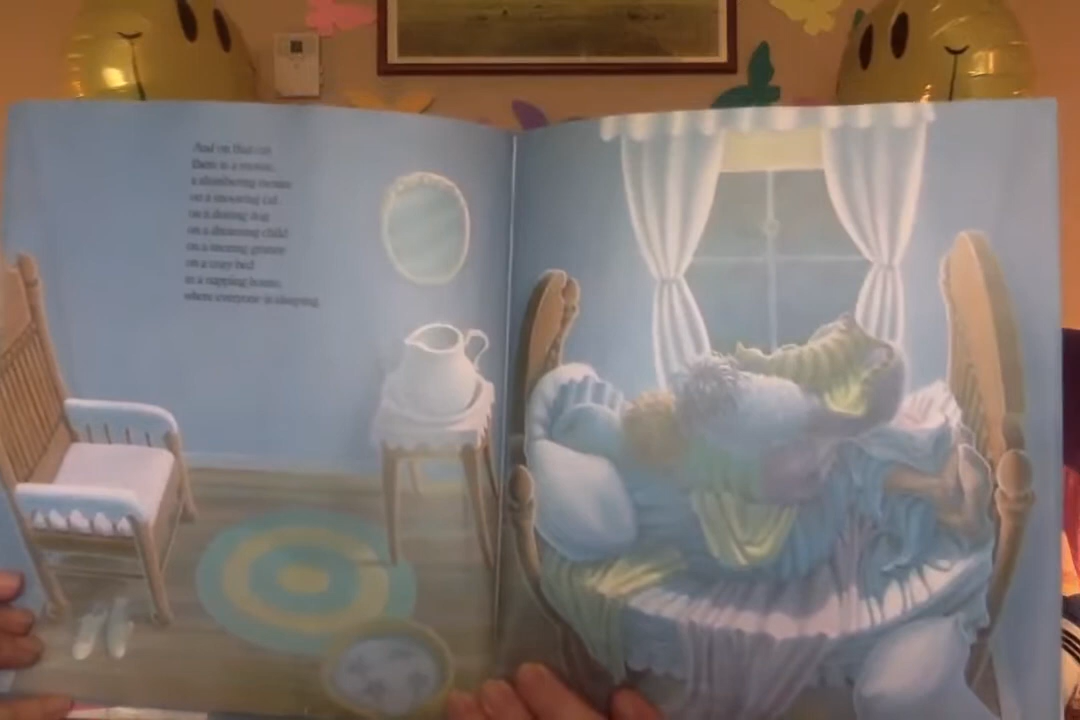 And on that cat
there is a mouse,
a slumbering mouse
on a snoozing cat
on a dozing dog
on a dreaming child
on a snoring granny
on a cozy bed
in a napping house,
where everyone is sleeping.